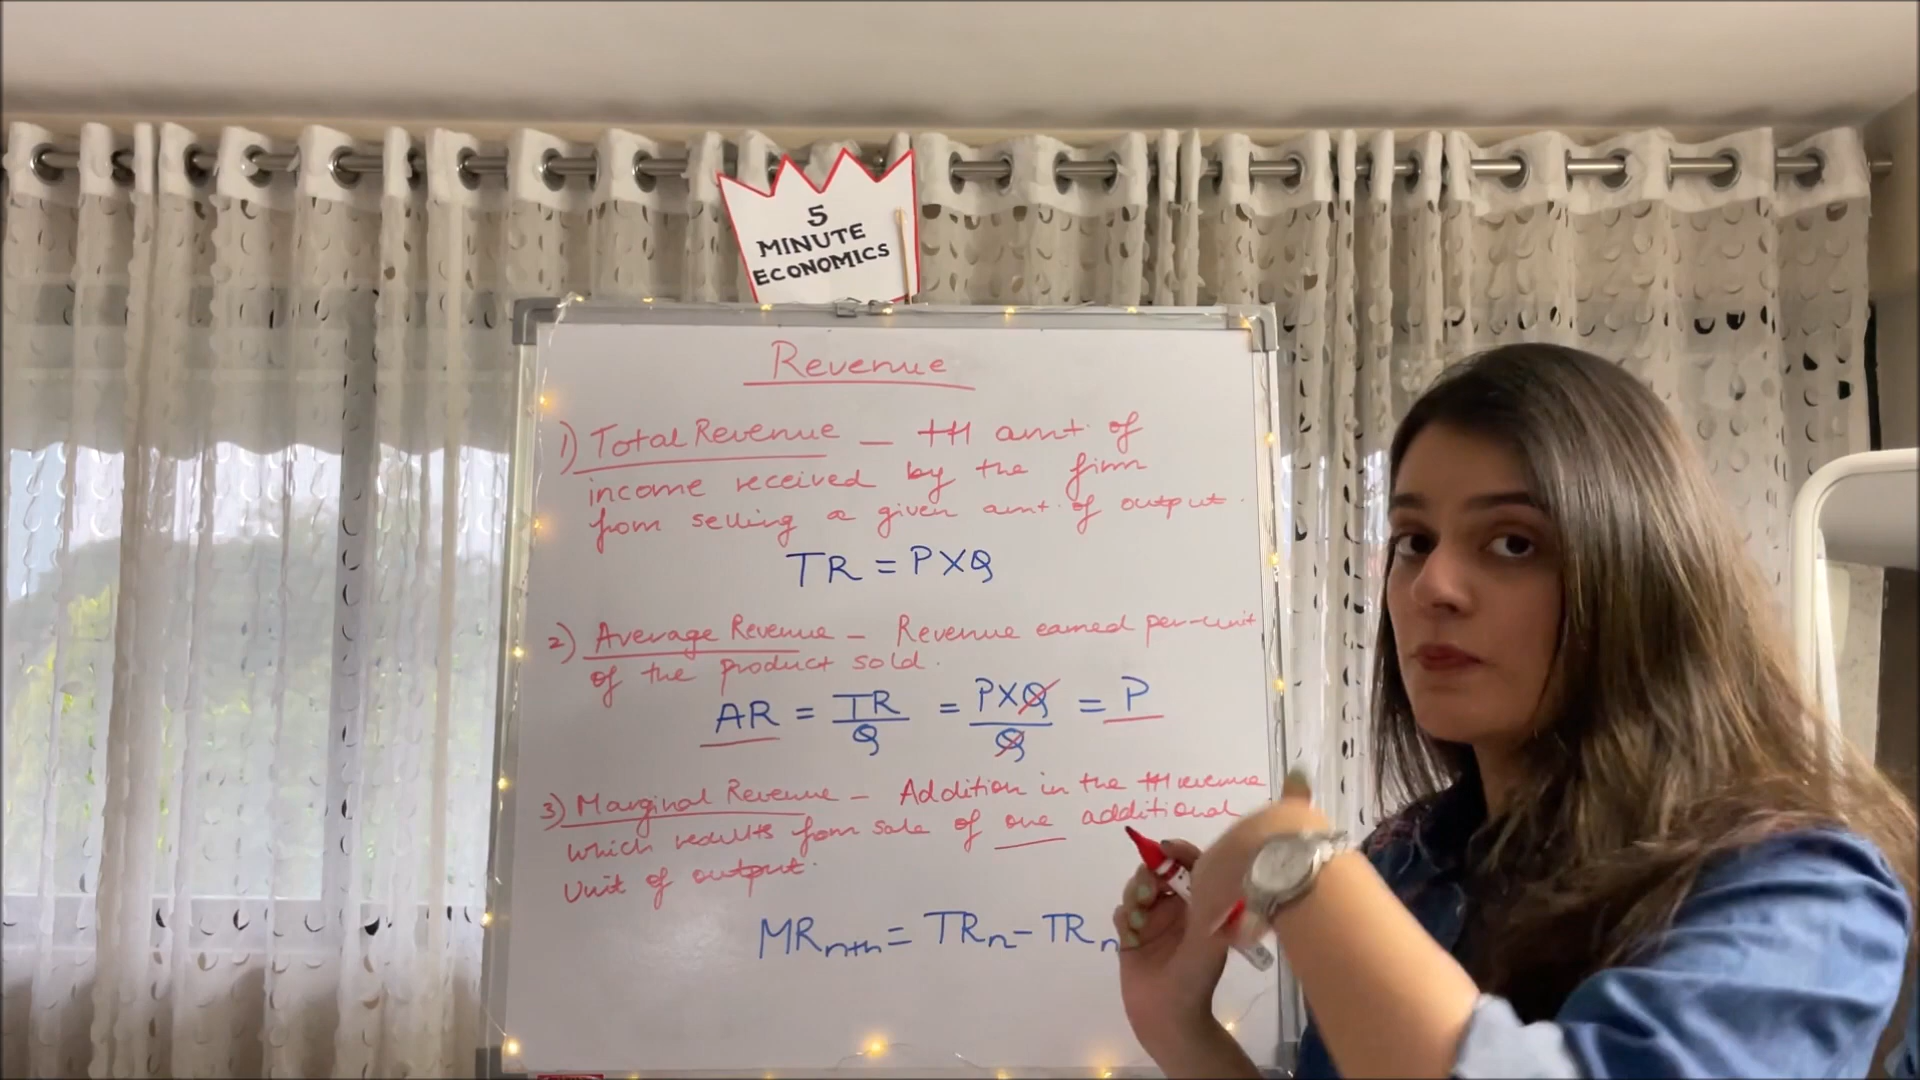 5
MINUTE
ECONOMICS
Revenue
1) Total Revenue – ttl amt. of
income received by the firm
from selling a given amt. of output.
TR = P X Q
2) Average Revenue – Revenue earned per-unit
of the product sold.
AR = TR/Q = PXQ/Q = P
3) Marginal Revenue – Addition in the ttl revenue
which results from sale of one additional
Unit of output.
MRnth = TRn - TRn